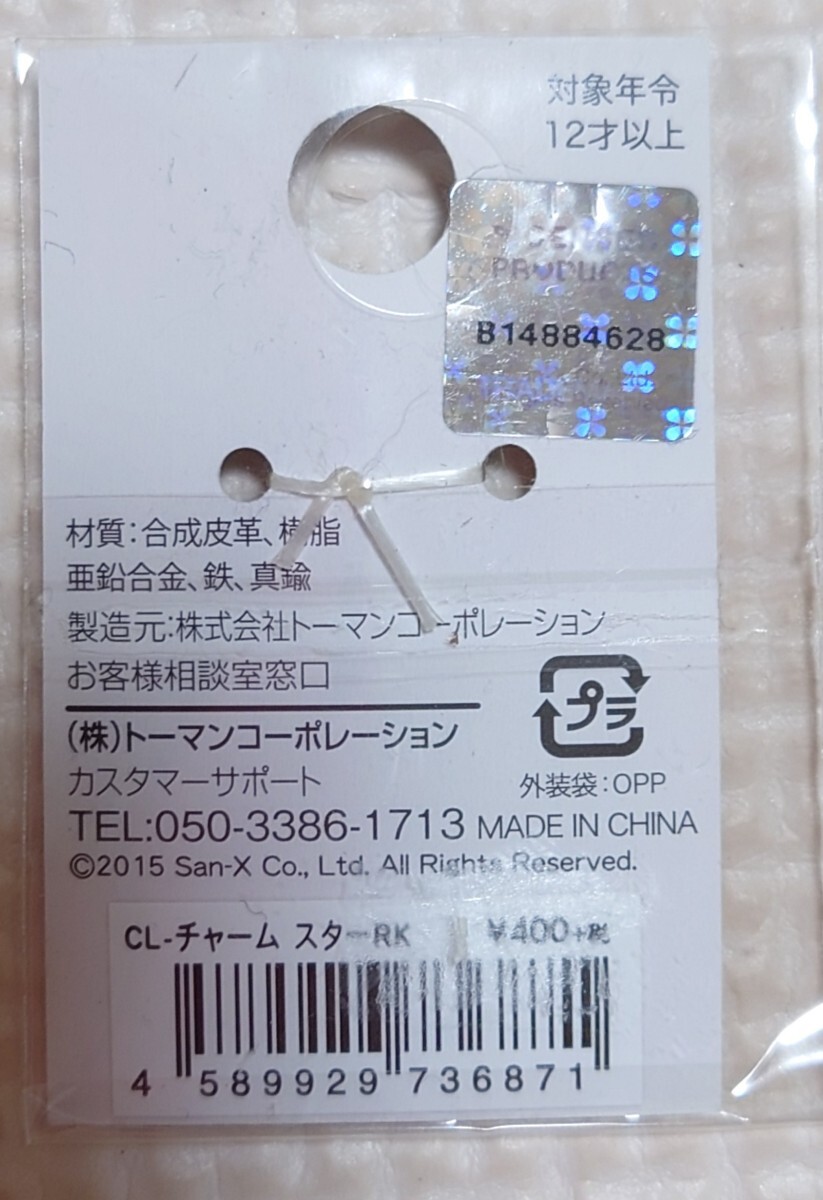 対象年令
12才以上
PRODUCTS
B14884628
材質:合成皮革、樹脂
亜鉛合金、鉄、真鍮
製造元:株式会社トーマンコーポレーション
お客様相談室窓口
(株)トーマンコーポレーション
カスタマーサポート
プラ
外装袋:OPP
TEL:050-3386-1713 MADE IN CHINA
©2015 San-X Co., Ltd. All Rights Reserved.
CL-チャーム スターRK ¥400+税
4 589929 736871